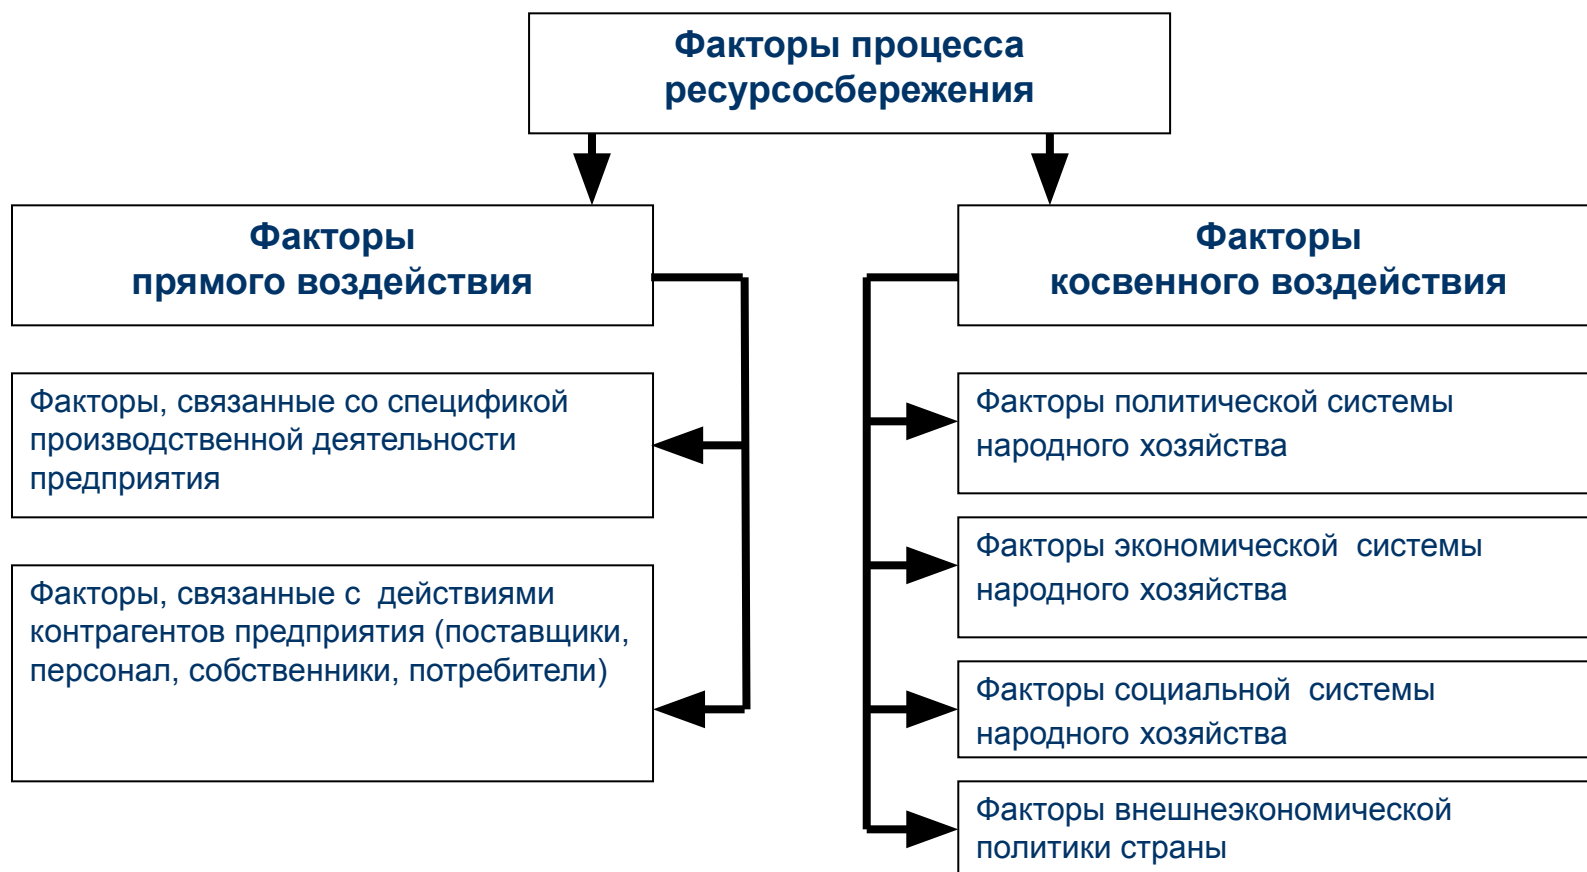 Факторы процесса
ресурсосбережения
Факторы
прямого воздействия
Факторы, связанные со спецификой
производственной деятельности
предприятия
Факторы, связанные с действиями
контрагентов предприятия (поставщики,
персонал, собственники, потребители)
Факторы
косвенного воздействия
Факторы политической системы
народного хозяйства
Факторы экономической системы
народного хозяйства
Факторы социальной системы
народного хозяйства
Факторы внешнеэкономической
политики страны